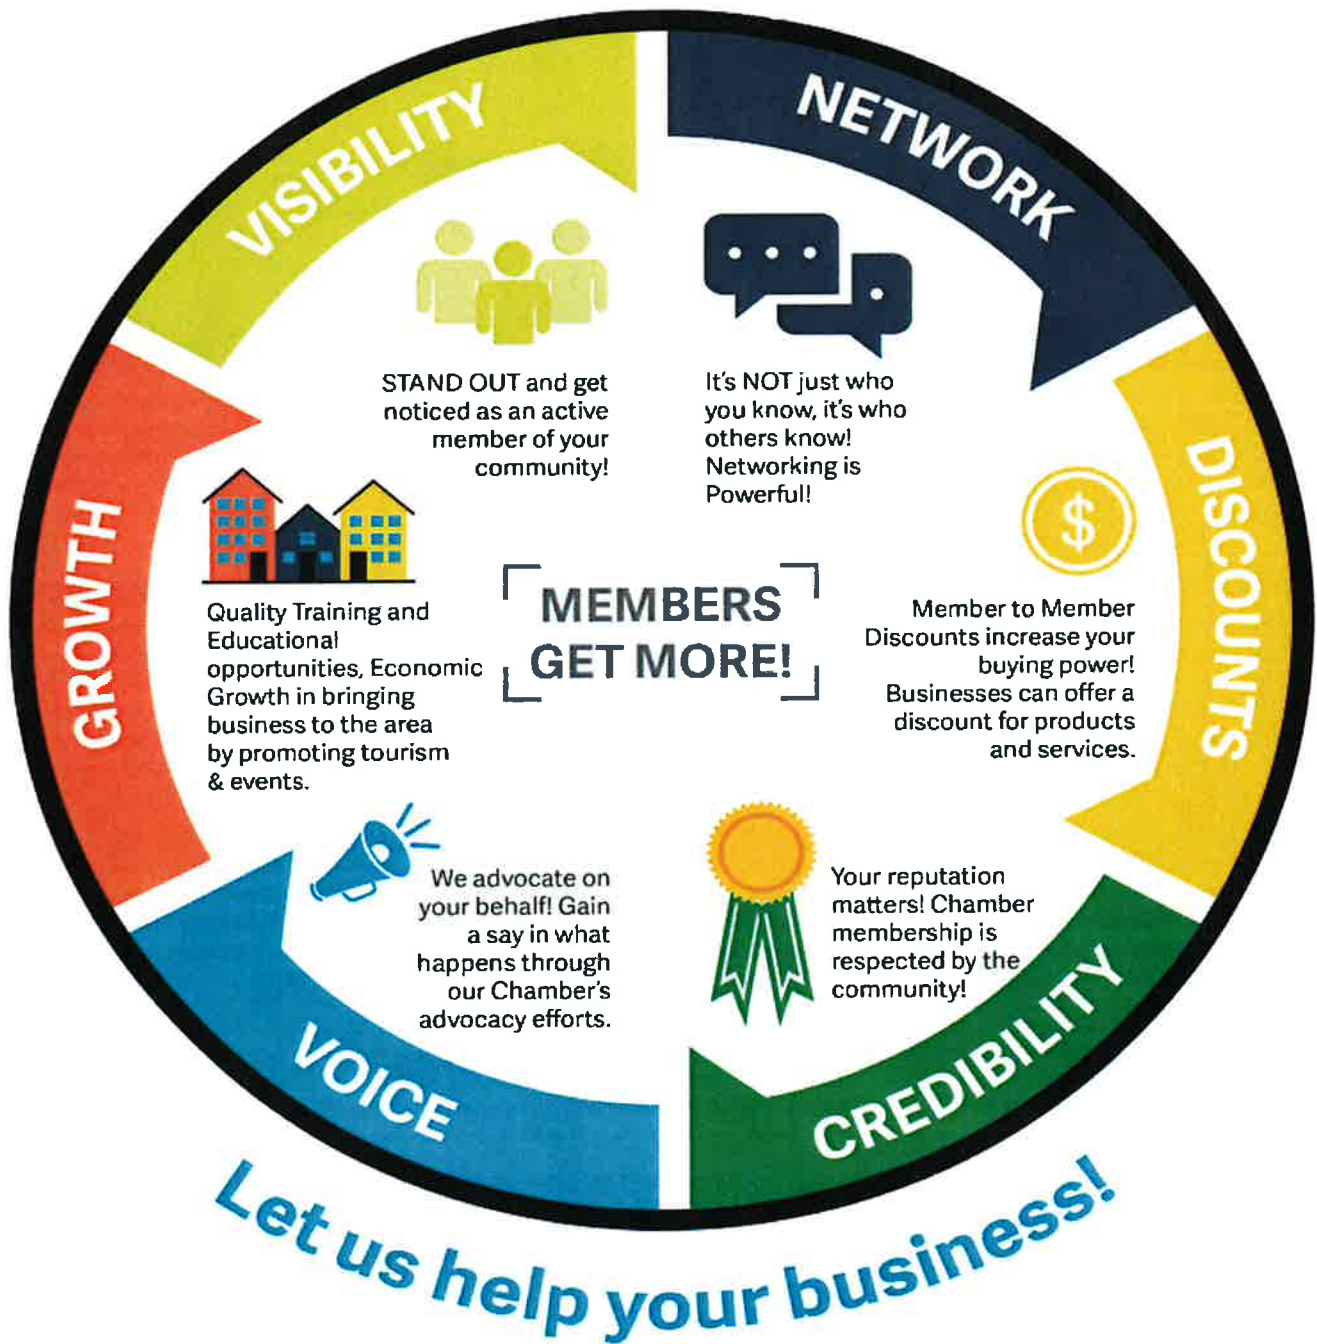 VISIBILITY
NETWORK
STAND OUT and get
noticed as an active
member of your
community!
It's NOT just who
you know, it's who
others know!
Networking is
Powerful!
DISCOUNTS
$
Member to Member
Discounts increase your
buying power!
Businesses can offer a
discount for products
and services.
GROWTH
Quality Training and
Educational
opportunities, Economic
Growth in bringing
business to the area
by promoting tourism
& events.
MEMBERS
GET MORE!
We advocate on
your behalf! Gain
a say in what
happens through
our Chamber's
advocacy efforts.
VOICE
Your reputation
matters! Chamber
membership is
respected by the
community!
CREDIBILITY
Let us help your business!